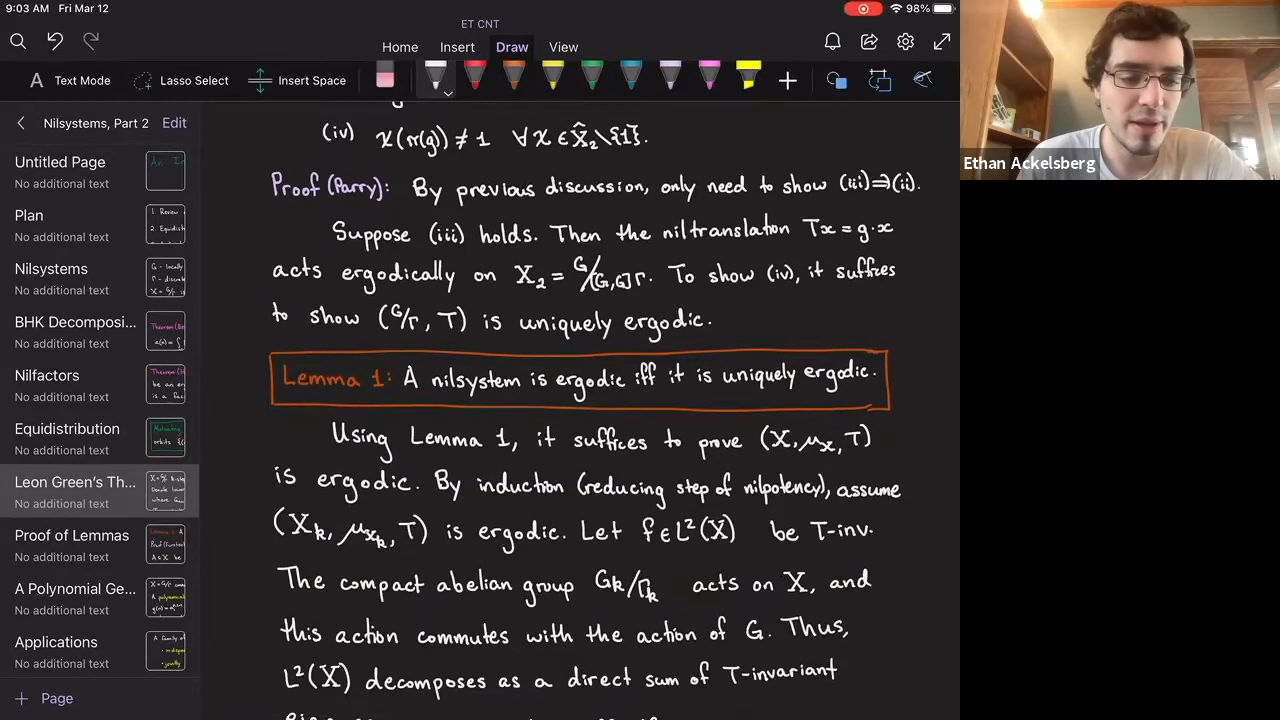 9:03 AM Fri Mar 12
98%
ET CNT
Home Insert Draw View
Text Mode Lasso Select Insert Space
Nilsystems, Part 2 Edit
Untitled Page
No additional text
Plan
No additional text
Nilsystems
No additional text
BHK Decomposi...
No additional text
Nilfactors
No additional text
Equidistribution
No additional text
Leon Green's Th...
No additional text
Proof of Lemmas
No additional text
A Polynomial Ge...
No additional text
Applications
No additional text
+ Page
(iv) χ(π(g)) ≠ 1 ∀ χ ∈ X̂₂\{1}.
Proof (Parry): By previous discussion, only need to show (iii)⇒(ii).
Suppose (iii) holds. Then the niltranslation Tx = g·x
acts ergodically on X₂ = G/[G,G]Γ. To show (iv), it suffices
to show (G/Γ, T) is uniquely ergodic.
Lemma 1: A nilsystem is ergodic iff it is uniquely ergodic.
Using Lemma 1, it suffices to prove (X, μ_X, T)
is ergodic. By induction (reducing step of nilpotency), assume
(X_k, μ_{X_k}, T) is ergodic. Let f ∈ L²(X) be T-inv.
The compact abelian group G_k/Γ_k acts on X, and
this action commutes with the action of G. Thus,
L²(X) decomposes as a direct sum of T-invariant
Ethan Ackelsberg